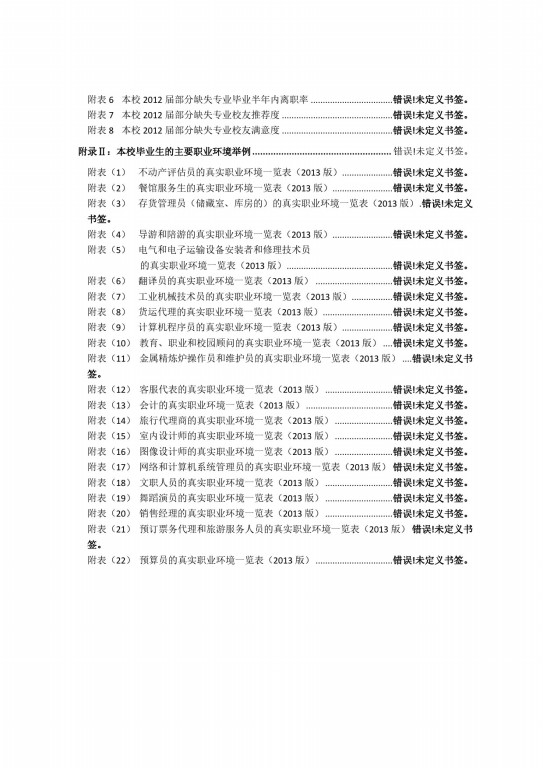 附表 6 本校 2012 届部分缺失专业毕业半年内离职率 ..................................错误!未定义书签。
附表 7 本校 2012 届部分缺失专业校友推荐度 ..............................................错误!未定义书签。
附表 8 本校 2012 届部分缺失专业校友满意度 ..............................................错误!未定义书签。
附录Ⅱ：本校毕业生的主要职业环境举例 .................................................... 错误!未定义书签。
附表（1） 不动产评估员的真实职业环境一览表（2013 版）.....................错误!未定义书签。
附表（2） 餐馆服务生的真实职业环境一览表（2013 版）.........................错误!未定义书签。
附表（3） 存货管理员（储藏室、库房的）的真实职业环境一览表（2013 版）.错误!未定义
书签。
附表（4） 导游和陪游的真实职业环境一览表（2013 版）.........................错误!未定义书签。
附表（5） 电气和电子运输设备安装者和修理技术员
的真实职业环境一览表（2013 版）............................................错误!未定义书签。
附表（6） 翻译员的真实职业环境一览表（2013 版）................................错误!未定义书签。
附表（7） 工业机械技术员的真实职业环境一览表（2013 版）.................错误!未定义书签。
附表（8） 货运代理的真实职业环境一览表（2013 版）.............................错误!未定义书签。
附表（9） 计算机程序员的真实职业环境一览表（2013 版）.....................错误!未定义书签。
附表（10） 教育、职业和校园顾问的真实职业环境一览表（2013 版） ....错误!未定义书签。
附表（11） 金属精炼炉操作员和维护员的真实职业环境一览表（2013 版） ....错误!未定义书
签。
附表（12） 客服代表的真实职业环境一览表（2013 版） ............................错误!未定义书签。
附表（13） 会计的真实职业环境一览表（2013 版） ....................................错误!未定义书签。
附表（14） 旅行代理商的真实职业环境一览表（2013 版） ........................错误!未定义书签。
附表（15） 室内设计师的真实职业环境一览表（2013 版） ........................错误!未定义书签。
附表（16） 图像设计师的真实职业环境一览表（2013 版） ........................错误!未定义书签。
附表（17） 网络和计算机系统管理员的真实职业环境一览表（2013 版） 错误!未定义书签。
附表（18） 文职人员的真实职业环境一览表（2013 版） ............................错误!未定义书签。
附表（19） 舞蹈演员的真实职业环境一览表（2013 版） ............................错误!未定义书签。
附表（20） 销售经理的真实职业环境一览表（2013 版） ............................错误!未定义书签。
附表（21） 预订票务代理和旅游服务人员的真实职业环境一览表（2013 版） 错误!未定义书
签。
附表（22） 预算员的真实职业环境一览表（2013 版） ................................错误!未定义书签。